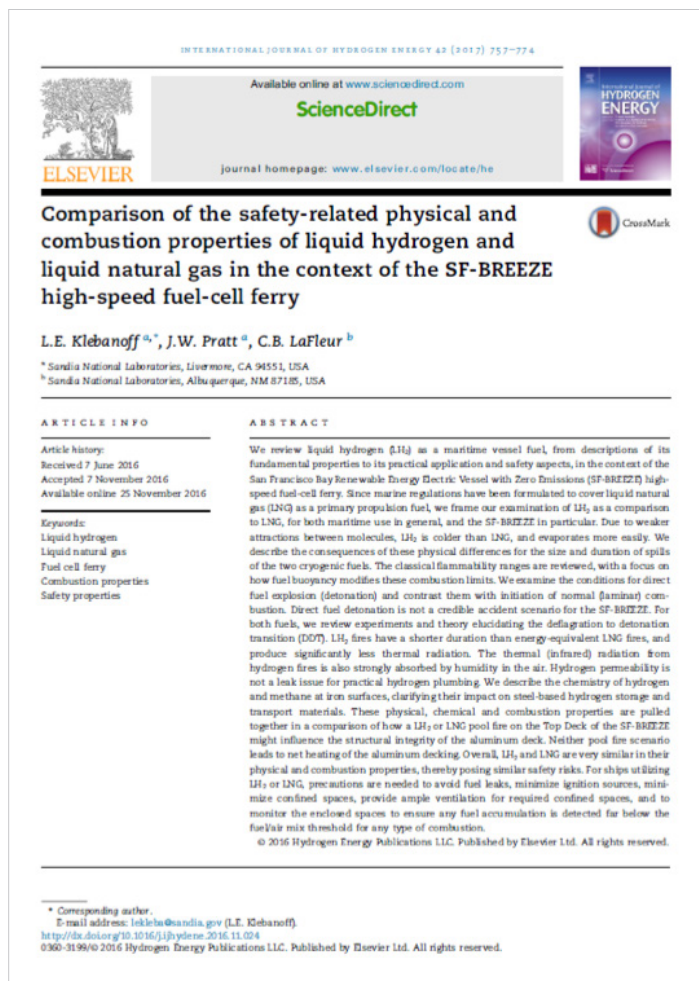 INTERNATIONAL JOURNAL OF HYDROGEN ENERGY 42 (2017) 757–774
Available online at www.sciencedirect.com
ScienceDirect
journal homepage: www.elsevier.com/locate/he
ELSEVIER
International Journal of
HYDROGEN
ENERGY
Comparison of the safety-related physical and
combustion properties of liquid hydrogen and
liquid natural gas in the context of the SF-BREEZE
high-speed fuel-cell ferry
CrossMark
L.E. Klebanoff a,*, J.W. Pratt a, C.B. LaFleur b
a Sandia National Laboratories, Livermore, CA 94551, USA
b Sandia National Laboratories, Albuquerque, NM 87185, USA
ARTICLE INFO
Article history:
Received 7 June 2016
Accepted 7 November 2016
Available online 25 November 2016
Keywords:
Liquid hydrogen
Liquid natural gas
Fuel cell ferry
Combustion properties
Safety properties
ABSTRACT
We review liquid hydrogen (LH2) as a maritime vessel fuel, from descriptions of its
fundamental properties to its practical application and safety aspects, in the context of the
San Francisco Bay Renewable Energy Electric Vessel with Zero Emissions (SF-BREEZE) high-
speed fuel-cell ferry. Since marine regulations have been formulated to cover liquid natural
gas (LNG) as a primary propulsion fuel, we frame our examination of LH2 as a comparison
to LNG, for both maritime use in general, and the SF-BREEZE in particular. Due to weaker
attractions between molecules, LH2 is colder than LNG, and evaporates more easily. We
describe the consequences of these physical differences for the size and duration of spills
of the two cryogenic fuels. The classical flammability ranges are reviewed, with a focus on
how fuel buoyancy modifies these combustion limits. We examine the conditions for direct
fuel explosion (detonation) and contrast them with initiation of normal (laminar) com-
bustion. Direct fuel detonation is not a credible accident scenario for the SF-BREEZE. For
both fuels, we review experiments and theory elucidating the deflagration to detonation
transition (DDT). LH2 fires have a shorter duration than energy-equivalent LNG fires, and
produce significantly less thermal radiation. The thermal (infrared) radiation from
hydrogen fires is also strongly absorbed by humidity in the air. Hydrogen permeability is
not a leak issue for practical hydrogen plumbing. We describe the chemistry of hydrogen
and methane at iron surfaces, clarifying their impact on steel-based hydrogen storage and
transport materials. These physical, chemical and combustion properties are pulled
together in a comparison of how a LH2 or LNG pool fire on the Top Deck of the SF-BREEZE
might influence the structural integrity of the aluminum deck. Neither pool fire scenario
leads to net heating of the aluminum decking. Overall, LH2 and LNG are very similar in their
physical and combustion properties, thereby posing similar safety risks. For ships utilizing
LH2 or LNG, precautions are needed to avoid fuel leaks, minimize ignition sources, mini-
mize confined spaces, provide ample ventilation for required confined spaces, and to
monitor the enclosed spaces to ensure any fuel accumulation is detected far below the
fuel/air mix threshold for any type of combustion.
© 2016 Hydrogen Energy Publications LLC. Published by Elsevier Ltd. All rights reserved.
* Corresponding author.
E-mail address: lekleba@sandia.gov (L.E. Klebanoff).
http://dx.doi.org/10.1016/j.ijhydene.2016.11.024
0360-3199/© 2016 Hydrogen Energy Publications LLC. Published by Elsevier Ltd. All rights reserved.